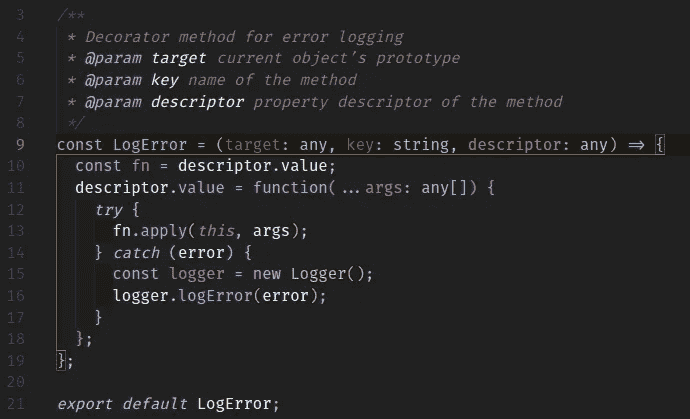 3 /**
4  * Decorator method for error logging
5  * @param target current object's prototype
6  * @param key name of the method
7  * @param descriptor property descriptor of the method
8  */
9 const LogError = (target: any, key: string, descriptor: any) => {
10   const fn = descriptor.value;
11   descriptor.value = function(...args: any[]) {
12     try {
13       fn.apply(this, args);
14     } catch (error) {
15       const logger = new Logger();
16       logger.logError(error);
17     }
18   };
19 };
20
21 export default LogError;